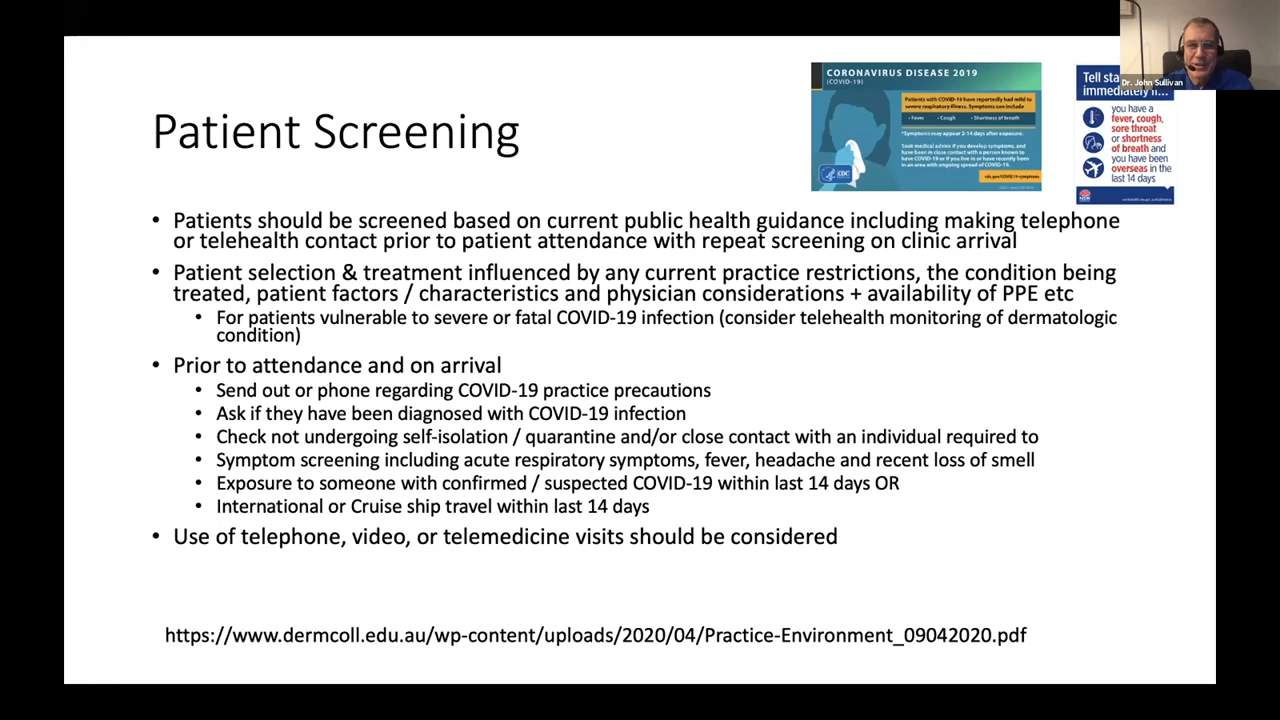 Patient Screening
CORONAVIRUS DISEASE 2019
(COVID-19)
Patients with COVID-19 have reportedly had mild to
severe respiratory illness. Symptoms can include
• Fever • Cough • Shortness of breath
*Symptoms may appear 2-14 days after exposure.
Seek medical advice if you develop symptoms, and
have been in close contact with a person known to
have COVID-19 or if you live in or have recently been
in an area with ongoing spread of COVID-19.
CDC
cdc.gov/COVID19-symptoms
Dr. John Sullivan
Tell
immediately if...
you have a
fever, cough,
sore throat
or shortness
of breath and
you have been
overseas in the
last 14 days
NSW
• Patients should be screened based on current public health guidance including making telephone
or telehealth contact prior to patient attendance with repeat screening on clinic arrival
• Patient selection & treatment influenced by any current practice restrictions, the condition being
treated, patient factors / characteristics and physician considerations + availability of PPE etc
• For patients vulnerable to severe or fatal COVID-19 infection (consider telehealth monitoring of dermatologic
condition)
• Prior to attendance and on arrival
• Send out or phone regarding COVID-19 practice precautions
• Ask if they have been diagnosed with COVID-19 infection
• Check not undergoing self-isolation / quarantine and/or close contact with an individual required to
• Symptom screening including acute respiratory symptoms, fever, headache and recent loss of smell
• Exposure to someone with confirmed / suspected COVID-19 within last 14 days OR
• International or Cruise ship travel within last 14 days
• Use of telephone, video, or telemedicine visits should be considered
https://www.dermcoll.edu.au/wp-content/uploads/2020/04/Practice-Environment_09042020.pdf